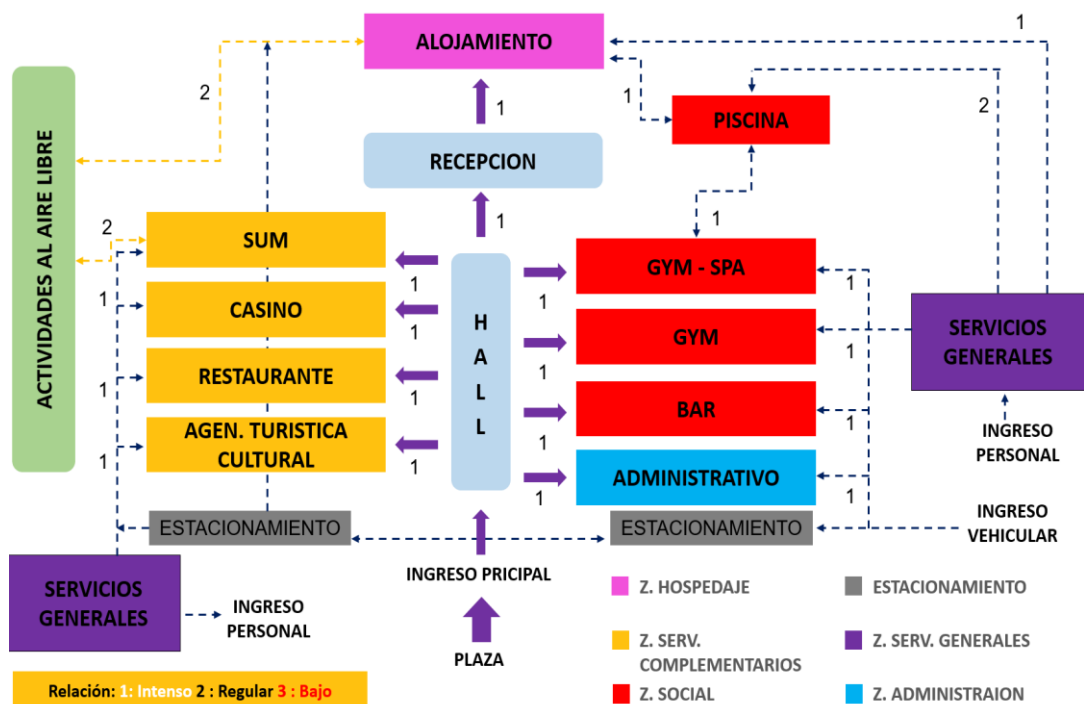 ALOJAMIENTO
1
2
1
2
1
PISCINA
RECEPCION
ACTIVIDADES AL AIRE LIBRE
1
1
2
SUM
1
GYM - SPA
1
1
1
CASINO
1
H
A
L
L
1
GYM
1
SERVICIOS
GENERALES
RESTAURANTE
1
1
1
BAR
1
AGEN. TURISTICA
CULTURAL
1
1
1
INGRESO
PERSONAL
ADMINISTRATIVO
1
1
ESTACIONAMIENTO
ESTACIONAMIENTO
INGRESO
VEHICULAR
SERVICIOS
GENERALES
INGRESO
PERSONAL
INGRESO PRICIPAL
PLAZA
Z. HOSPEDAJE
ESTACIONAMIENTO
Z. SERV.
COMPLEMENTARIOS
Z. SERV. GENERALES
Z. SOCIAL
Z. ADMINISTRAION
Relación: 1: Intenso 2 : Regular 3 : Bajo